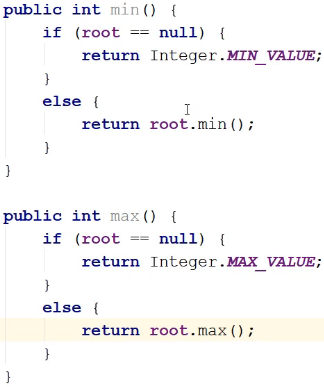 public int min() {
    if (root == null) {
        return Integer.MIN_VALUE;
    }
    else {
        return root.min();
    }
}

public int max() {
    if (root == null) {
        return Integer.MAX_VALUE;
    }
    else {
        return root.max();
    }
}